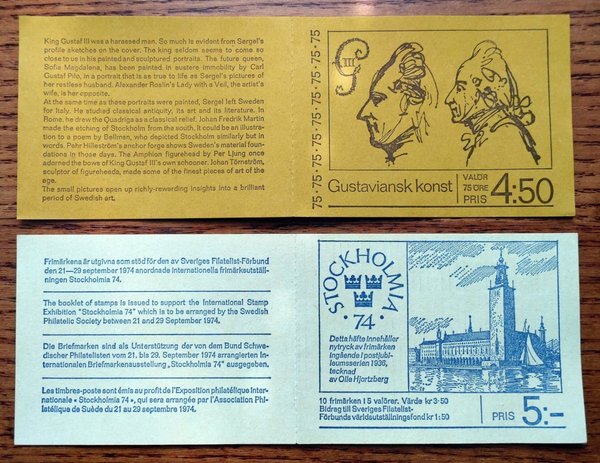 King Gustaf III was a harassed man. So much is evident from Sergel's
profile sketches on the cover. The king seldom seems to come so
close to us in his painted and sculptured portraits. The future queen,
Sofia Magdalena, has been painted in austere immobility by Carl
Gustaf Pilo, in a portrait that is as true to life as Sergel's pictures of
her restless husband. Alexander Roslin's Lady with a Veil, the artist's
wife, is her opposite.
At the same time as these portraits were painted, Sergel left Sweden
for Italy. He studied classical antiquity, its art and its literature. In
Rome, he drew the Quadriga as a classical relief. Johan Fredrik Martin
made the etching of Stockholm from the south. It could be an illustra-
tion to a poem by Bellman, who depicted Stockholm similarly but in
words. Pehr Hilleström's anchor forge shows Sweden's material foun-
dations in those days. The Amphion figurehead by Per Ljung once
adorned the bows of King Gustaf III's own schooner. Johan Törnström,
sculptor of figureheads, made some of the finest pieces of art of the
age.
The small pictures open up richly-rewarding insights into a brilliant
period of Swedish art.
75·75·75·75·75·75·75·75·75
G III
Gustaviansk konst
VALÖR
75 ÖRE
PRIS 4:50
Frimärkena är utgivna som stöd för den av Sveriges Filatelist-Förbund
den 21—29 september 1974 anordnade internationella frimärksutställ-
ningen Stockholmia 74.
The booklet of stamps is issued to support the International Stamp
Exhibition "Stockholmia 74" which is to be arranged by the Swedish
Philatelic Society between 21 and 29 September 1974.
Die Briefmarken sind als Unterstützung der von dem Bund Schwe-
discher Philatelisten vom 21. bis 29. September 1974 arrangierten In-
ternationalen Briefmarkenausstellung „Stockholmia 74" ausgegeben.
Les timbres-poste sont émis au profit de l'Exposition philatélique inter-
nationale « Stockholmia 74 », qui sera arrangée par l'Association Phi-
latélique de Suède du 21 au 29 septembre 1974.
·STOCKHOLMIA·
74·
Detta häfte innehåller
nytryck av frimärken
ingående i postjubi-
leumsserien 1936,
tecknad
av Olle Hjortzberg
10 frimärken i 5 valörer. Värde kr 3·50
Bidrag till Sveriges Filatelist-
Förbunds världsutställningsfond kr 1:50
PRIS 5:-